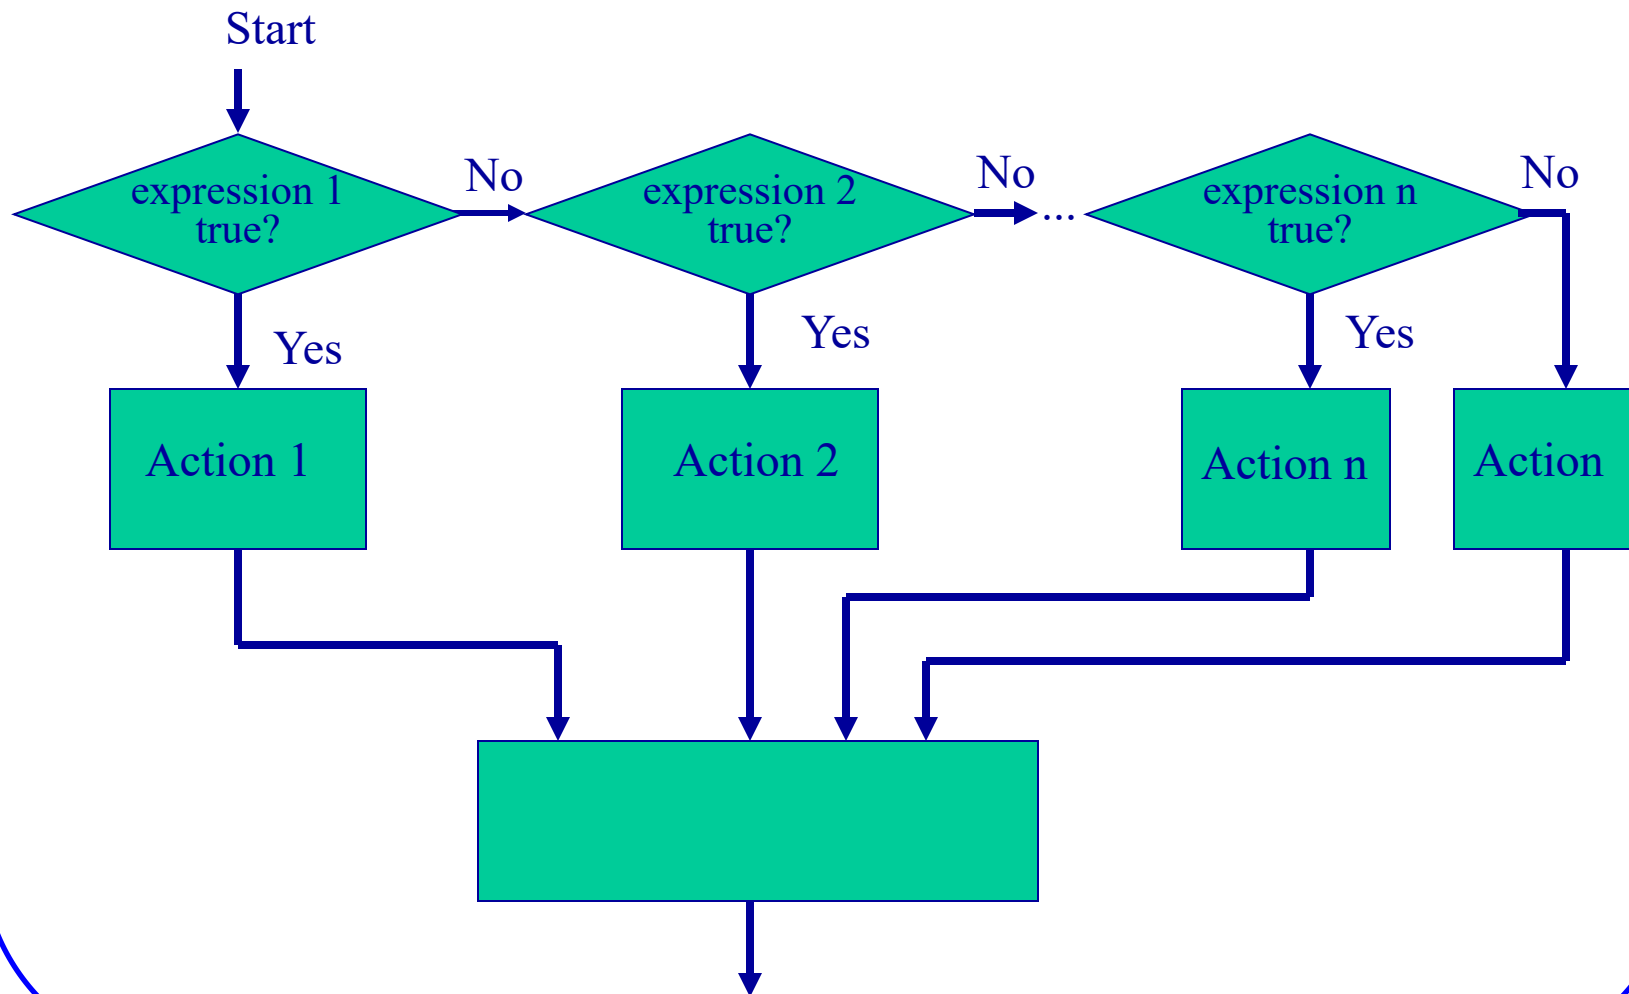 Start
expression 1
true?
No
expression 2
true?
No
...
expression n
true?
No
Yes
Yes
Yes
Action 1
Action 2
Action n
Action